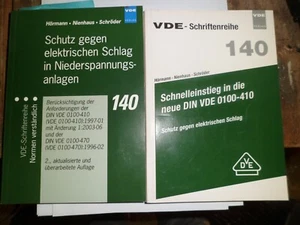 Hörmann • Nienhaus • Schröder
VDE
Schutz gegen
elektrischen Schlag
in Niederspannungs-
anlagen
Berücksichtigung der
Anforderungen der
DIN VDE 0100-410
(VDE 0100-410):1997-01
mit Änderung 1:2003-06
und der
DIN VDE 0100-470
(VDE 0100-470):1996-02
2., aktualisierte und
überarbeitete Auflage
140
VDE-Schriftenreihe
Normen verständlich
VDE-Schriftenreihe
140
Hörmann • Nienhaus • Schröder
Schnelleinstieg in die
neue DIN VDE 0100-410
Schutz gegen elektrischen Schlag
VDE